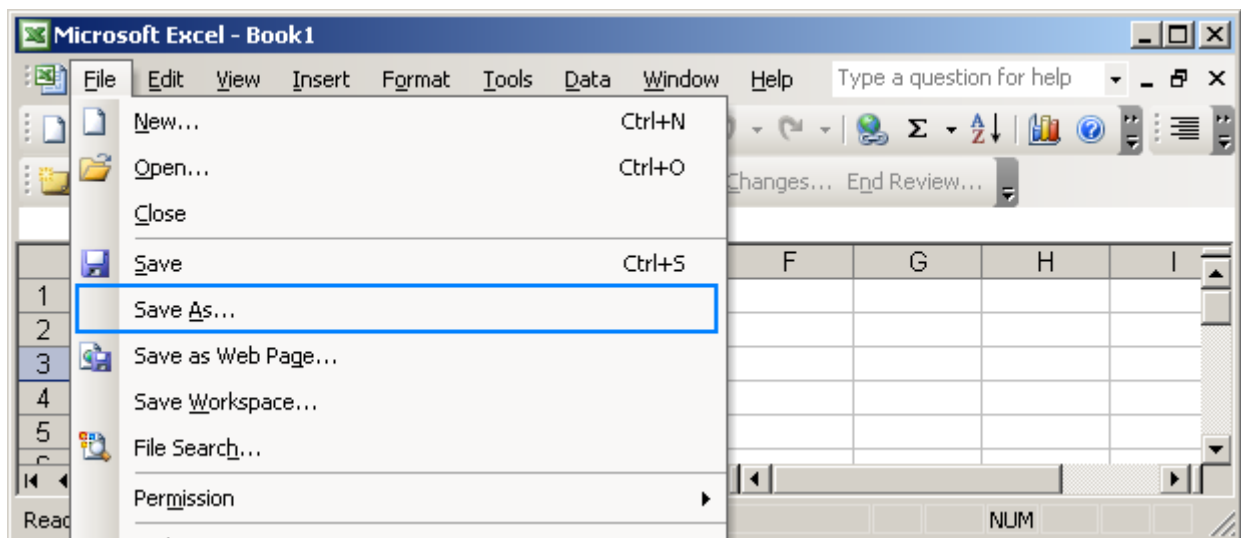 Microsoft Excel - Book1
File Edit View Insert Format Tools Data Window Help Type a question for help
New... Ctrl+N
Open... Ctrl+O
Changes... End Review...
Close
Save Ctrl+S
F G H I
1
Save As...
2
Save as Web Page...
3
Save Workspace...
4
File Search...
5
Permission
NUM